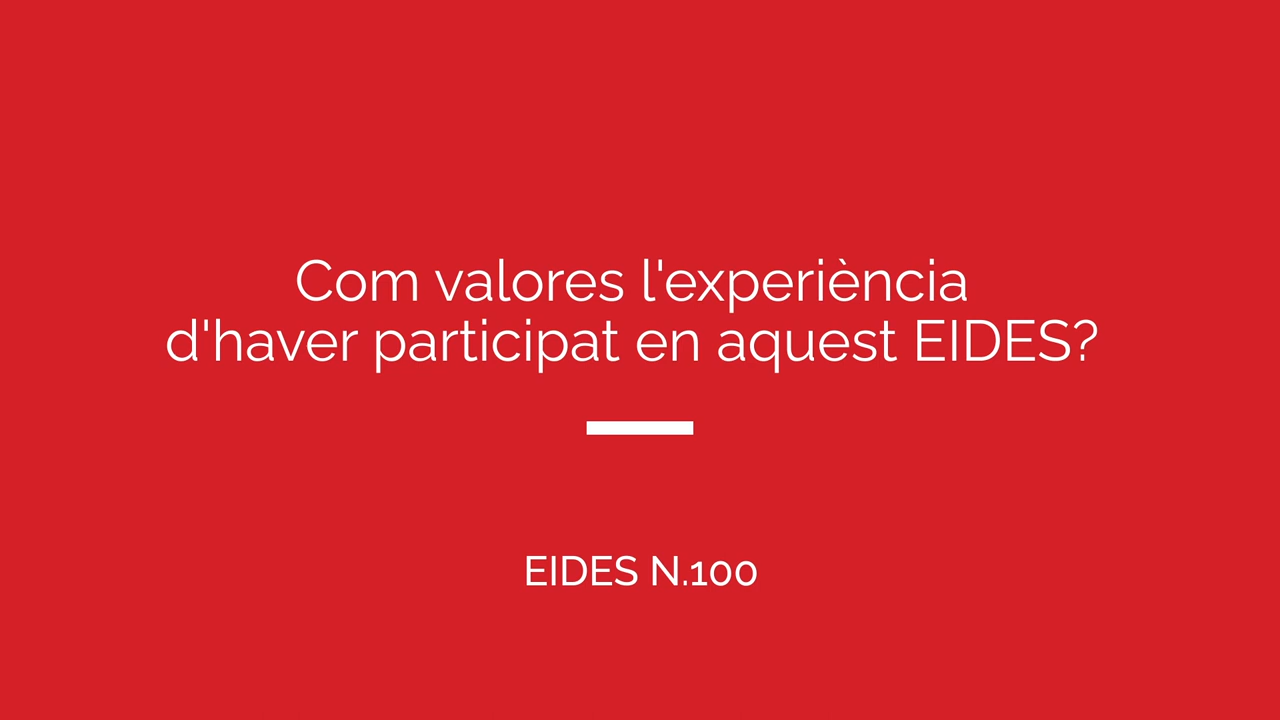 Com valores l'experiència
d'haver participat en aquest EIDES?
EIDES N.100